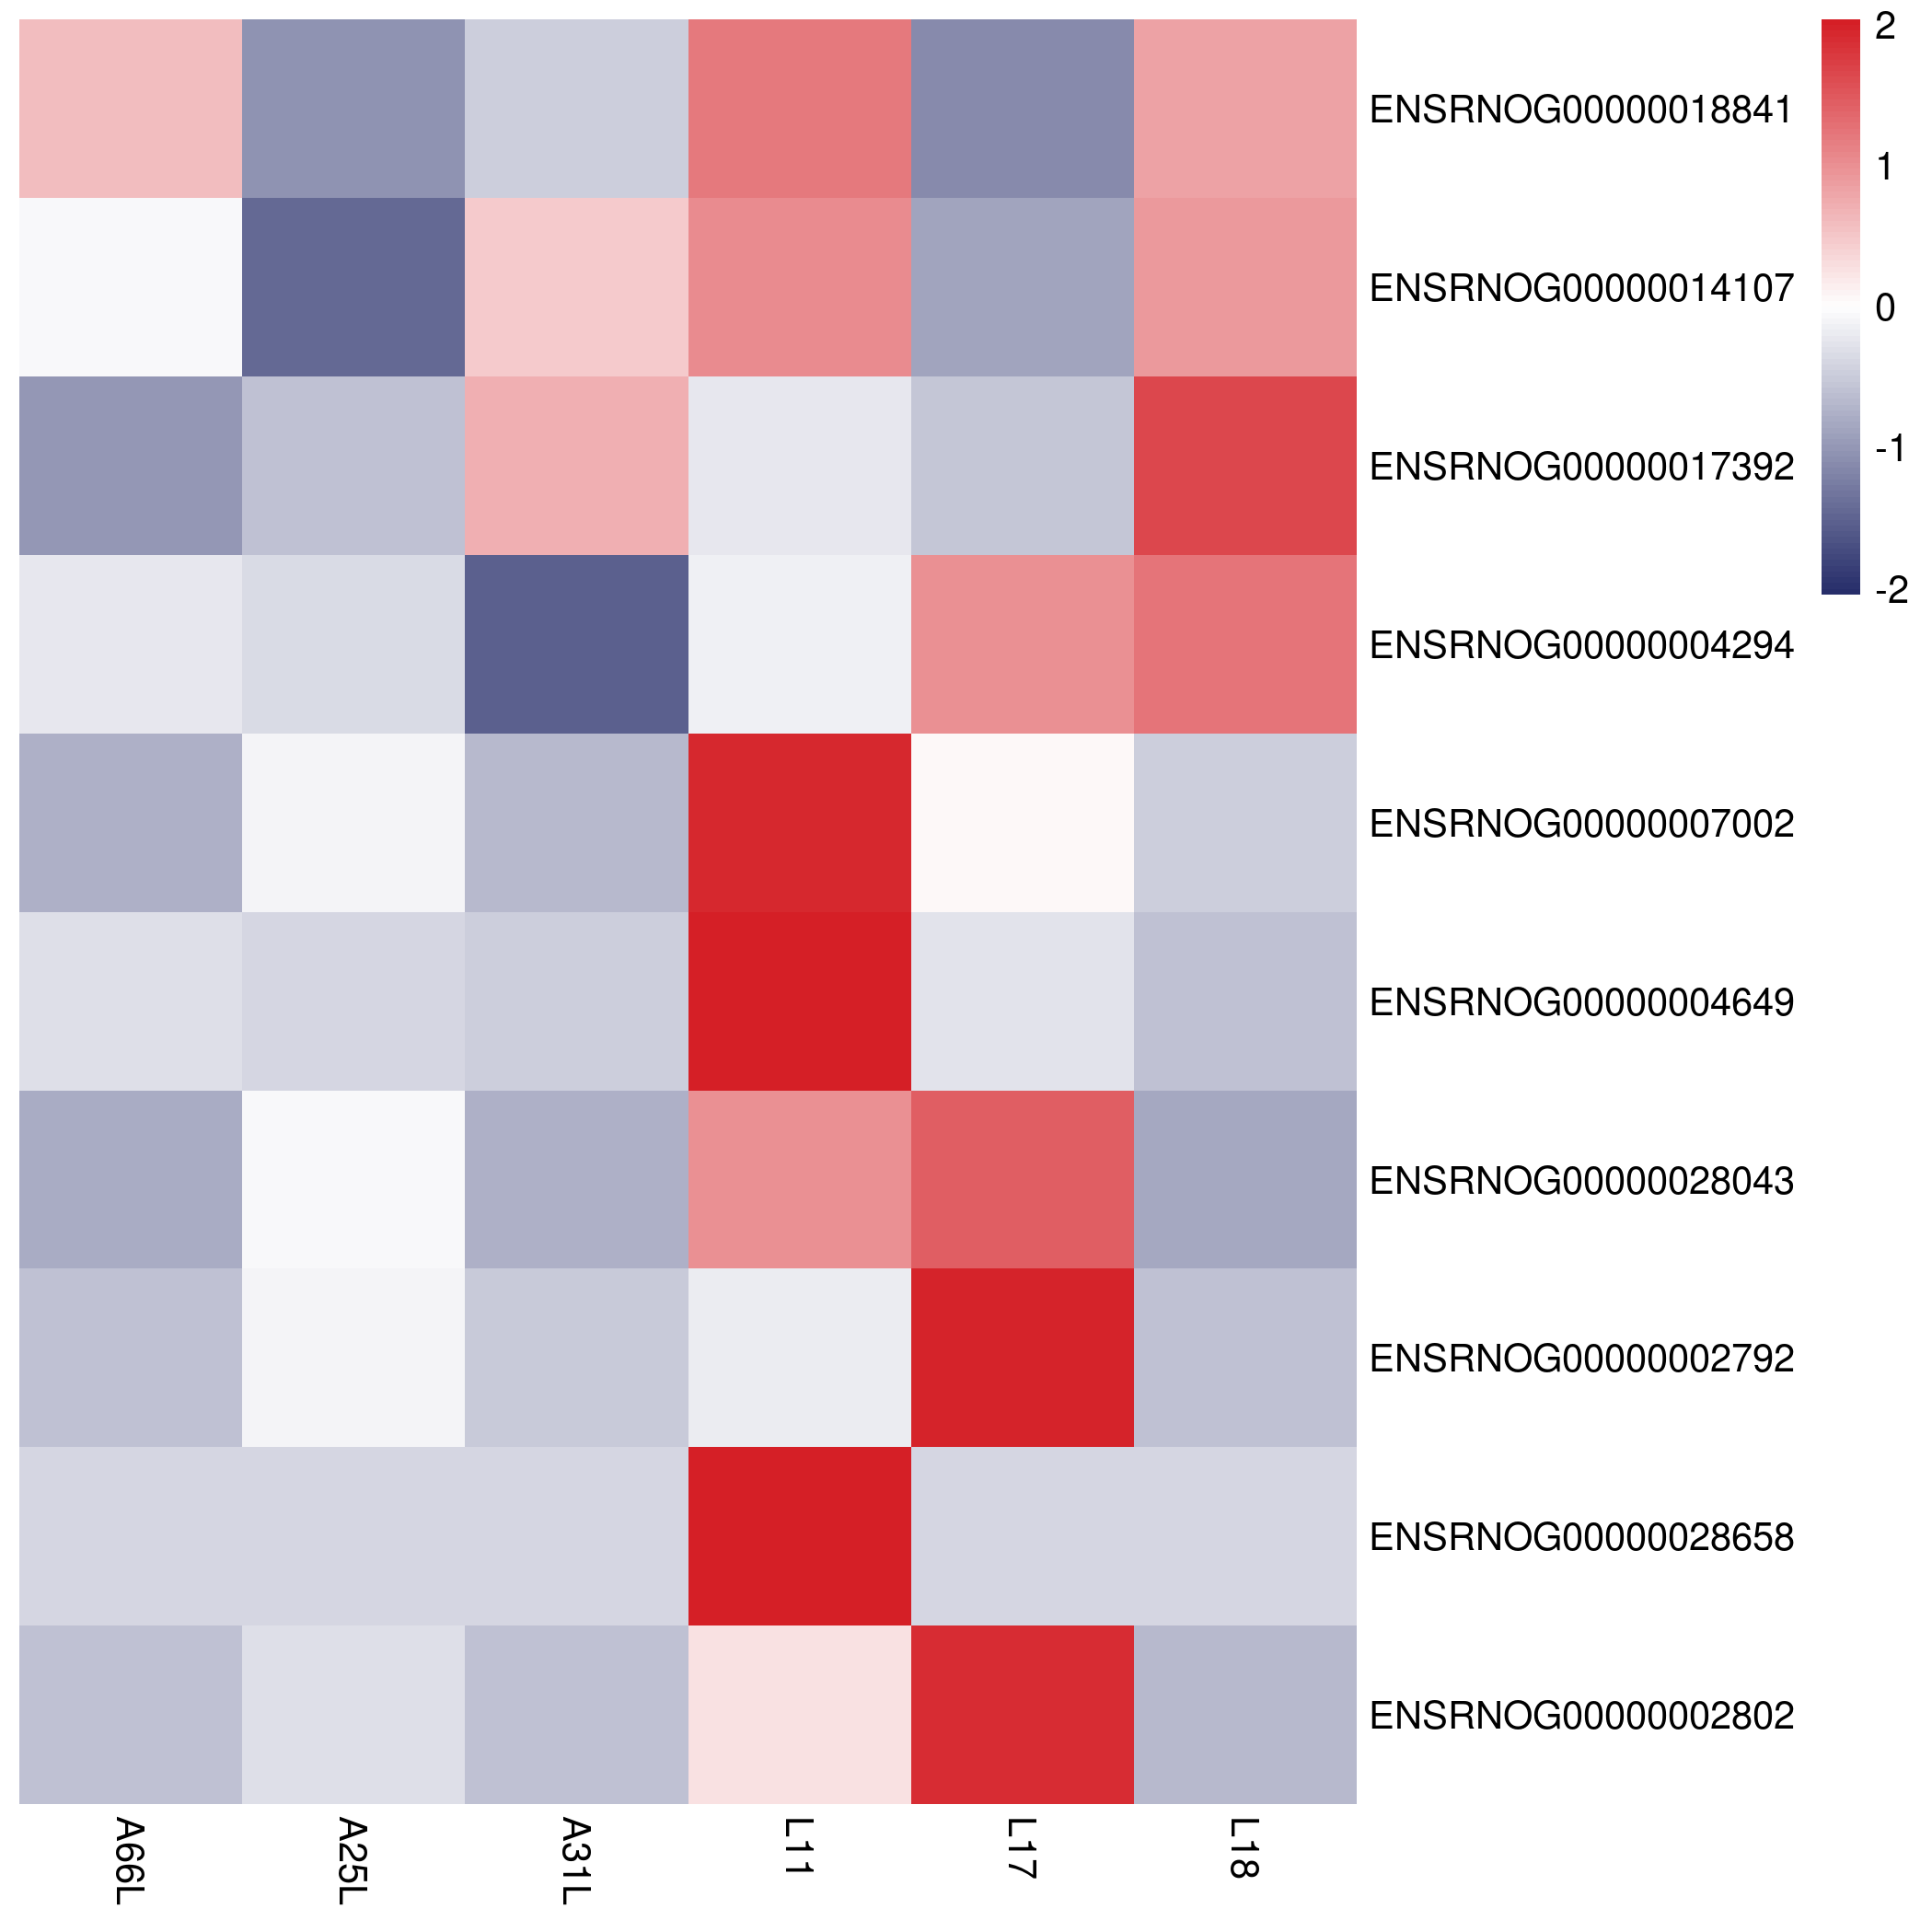 ENSRNOG00000018841
ENSRNOG00000014107
ENSRNOG00000017392
ENSRNOG00000004294
ENSRNOG00000007002
ENSRNOG00000004649
ENSRNOG00000028043
ENSRNOG00000002792
ENSRNOG00000028658
ENSRNOG00000002802
2
1
0
-1
-2
A66L
A25L
A31L
L11
L17
L18